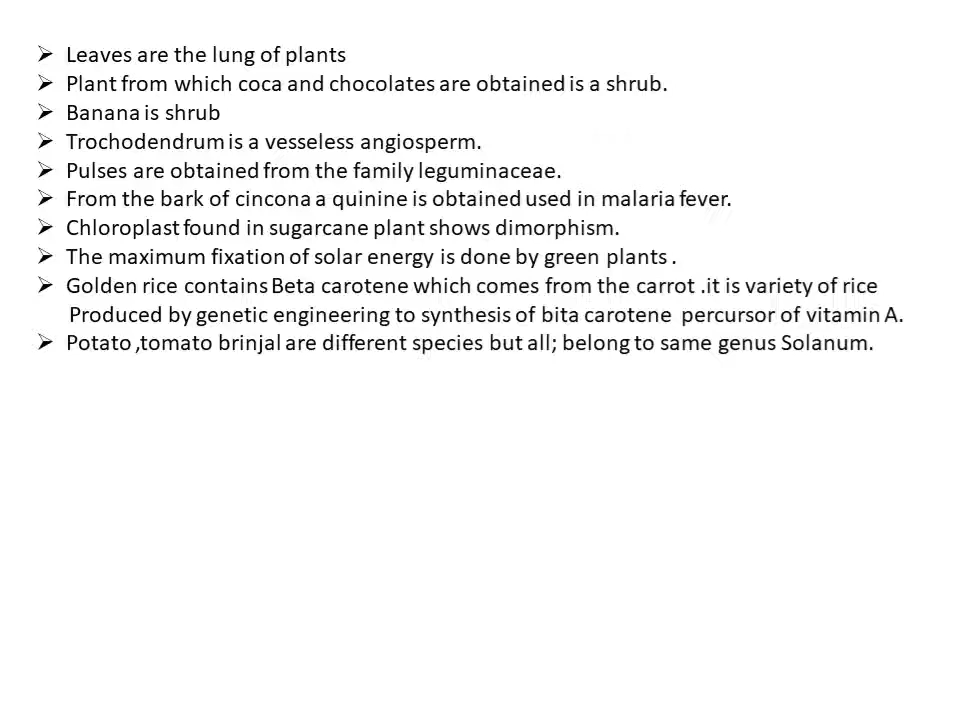 ➢ Leaves are the lung of plants
➢ Plant from which coca and chocolates are obtained is a shrub.
➢ Banana is shrub
➢ Trochodendrum is a vesseless angiosperm.
➢ Pulses are obtained from the family leguminaceae.
➢ From the bark of cincona a quinine is obtained used in malaria fever.
➢ Chloroplast found in sugarcane plant shows dimorphism.
➢ The maximum fixation of solar energy is done by green plants .
➢ Golden rice contains Beta carotene which comes from the carrot .it is variety of rice
Produced by genetic engineering to synthesis of bita carotene percursor of vitamin A.
➢ Potato ,tomato brinjal are different species but all; belong to same genus Solanum.